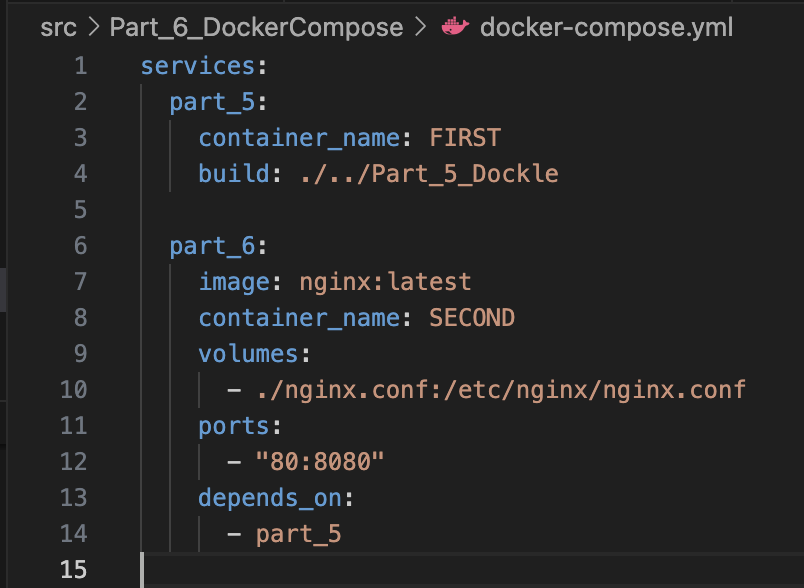 src > Part_6_DockerCompose > docker-compose.yml
1 services:
2   part_5:
3     container_name: FIRST
4     build: ./../Part_5_Dockle
5
6   part_6:
7     image: nginx:latest
8     container_name: SECOND
9     volumes:
10       - ./nginx.conf:/etc/nginx/nginx.conf
11     ports:
12       - "80:8080"
13     depends_on:
14       - part_5
15